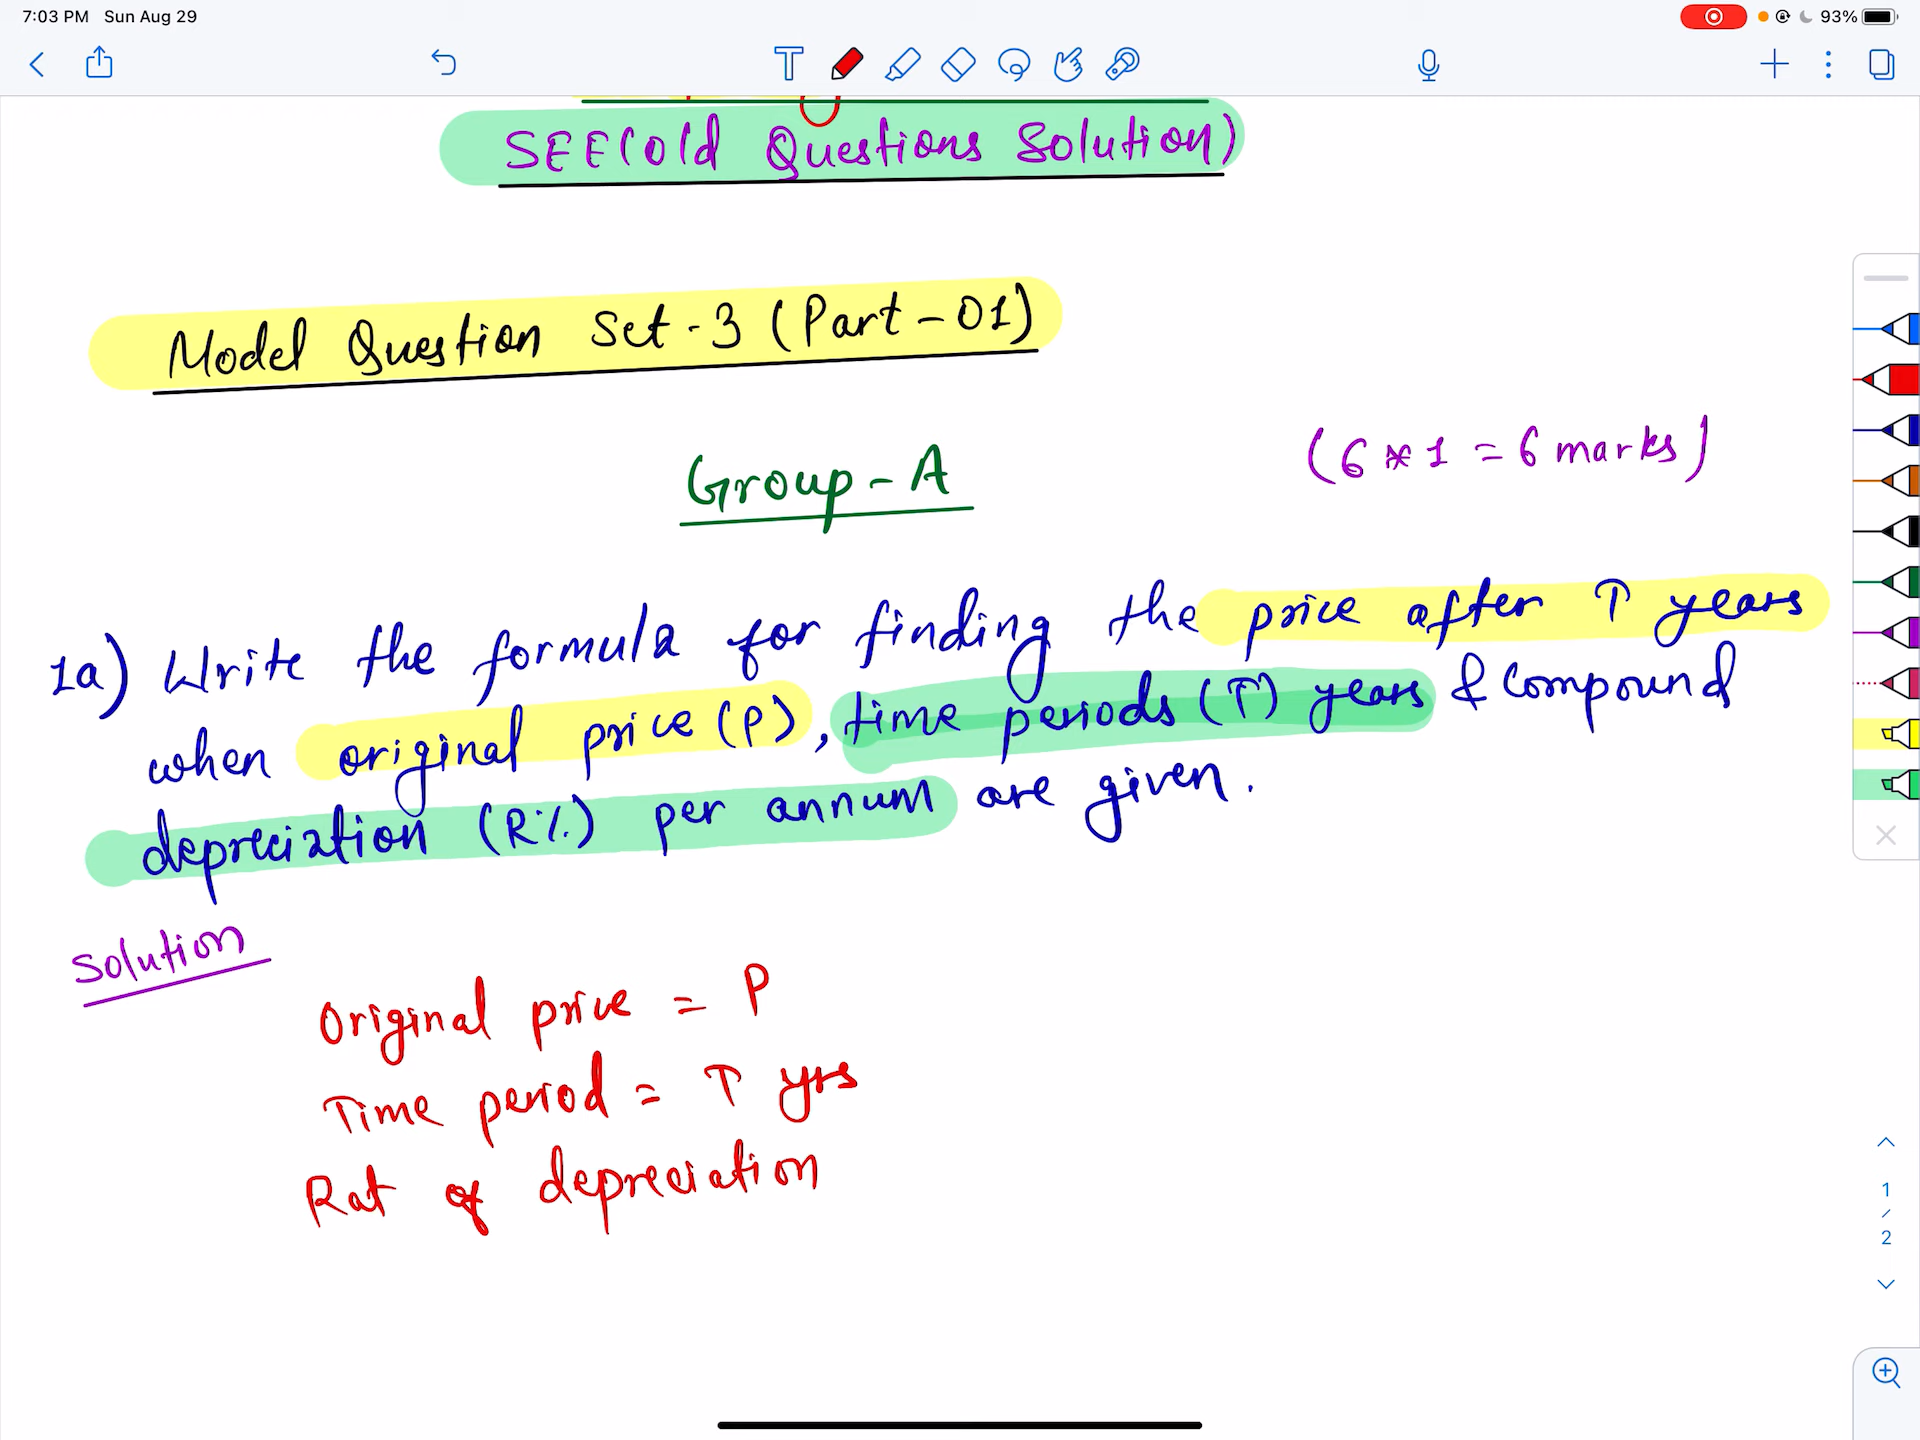 7:03 PM Sun Aug 29
93%
SEE(Old Questions Solution)
Model Question Set-3 (Part-01)
Group-A
(6*1=6 marks)
1a) Write the formula for finding the price after T years
when original price (P), time periods (T) years & compound
depreciation (R%) per annum are given.
Solution
Original price = P
Time period = T yrs
Rat of depreciation
1
/
2